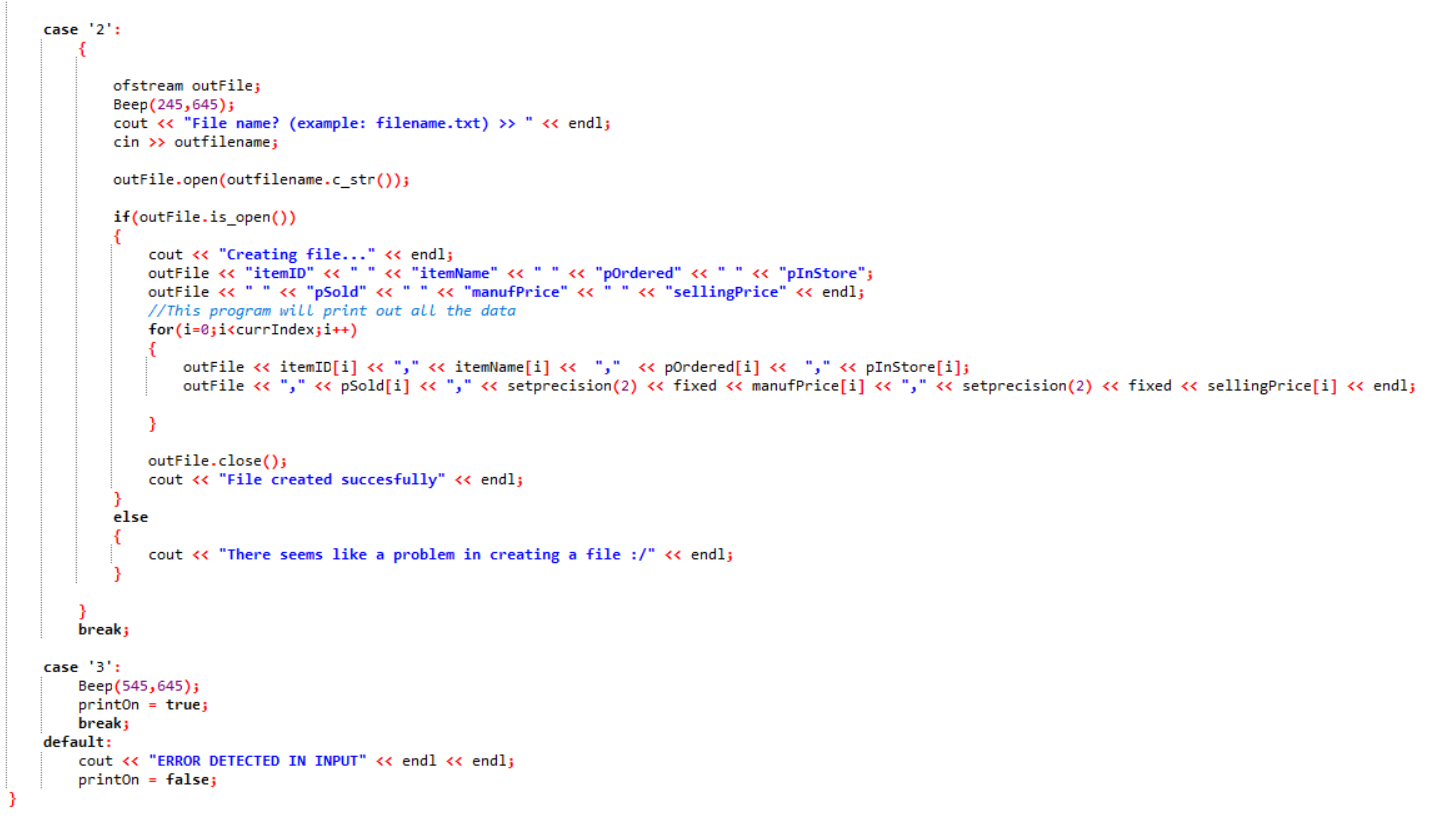 case '2':
{
ofstream outFile;
Beep(245,645);
cout << "File name? (example: filename.txt) >> " << endl;
cin >> outfilename;
outFile.open(outfilename.c_str());
if(outFile.is_open())
{
cout << "Creating file..." << endl;
outFile << "itemID" << " " << "itemName" << " " << "pOrdered" << " " << "pInStore";
outFile << " " << "pSold" << " " << "manufPrice" << " " << "sellingPrice" << endl;
//This program will print out all the data
for(i=0;i<currIndex;i++)
{
outFile << itemID[i] << "," << itemName[i] <<  ","  << pOrdered[i] <<  "," << pInStore[i];
outFile << "," << pSold[i] << "," << setprecision(2) << fixed << manufPrice[i] << "," << setprecision(2) << fixed << sellingPrice[i] << endl;
}
outFile.close();
cout << "File created succesfully" << endl;
}
else
{
cout << "There seems like a problem in creating a file :/" << endl;
}
}
break;
case '3':
Beep(545,645);
printOn = true;
break;
default:
cout << "ERROR DETECTED IN INPUT" << endl << endl;
printOn = false;
}